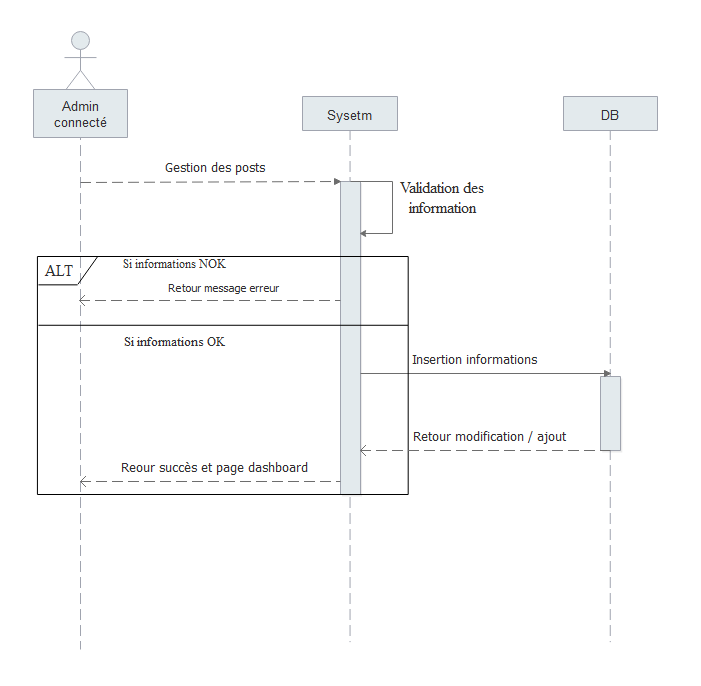 Admin
connecté
Sysetm
DB
Gestion des posts
Validation des
information
ALT
Si informations NOK
Retour message erreur
Si informations OK
Insertion informations
Retour modification / ajout
Reour succès et page dashboard